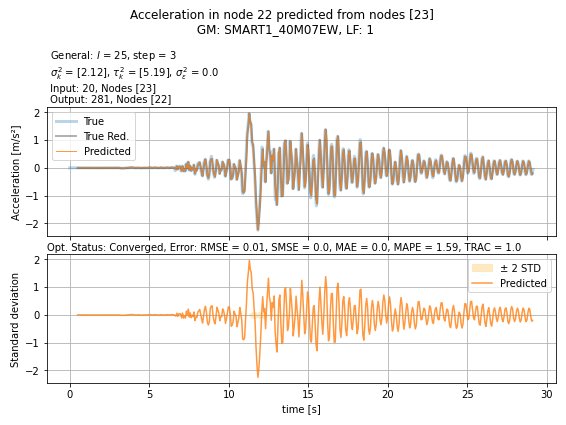 Acceleration in node 22 predicted from nodes [23]
GM: SMART1_40M07EW, LF: 1
General: l = 25, step = 3
σ²ₖ = [2.12], τ²ₖ = [5.19], σ²ε = 0.0
Input: 20, Nodes [23]
Output: 281, Nodes [22]
Acceleration [m/s²]
2
1
0
−1
−2
True
True Red.
Predicted
Opt. Status: Converged, Error: RMSE = 0.01, SMSE = 0.0, MAE = 0.0, MAPE = 1.59, TRAC = 1.0
Standard deviation
2
1
0
−1
−2
± 2 STD
Predicted
0 5 10 15 20 25 30
time [s]